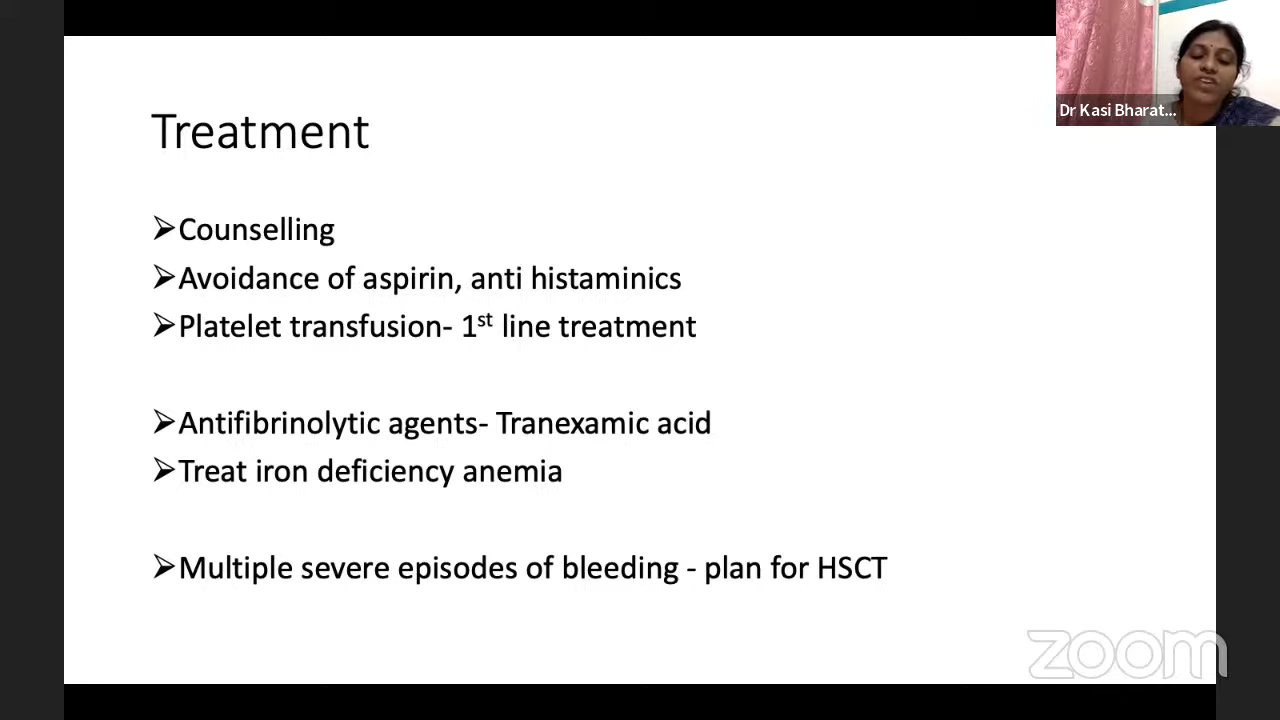 Dr Kasi Bharat...
Treatment
➢Counselling
➢Avoidance of aspirin, anti histaminics
➢Platelet transfusion- 1st line treatment
➢Antifibrinolytic agents- Tranexamic acid
➢Treat iron deficiency anemia
➢Multiple severe episodes of bleeding - plan for HSCT
zoom